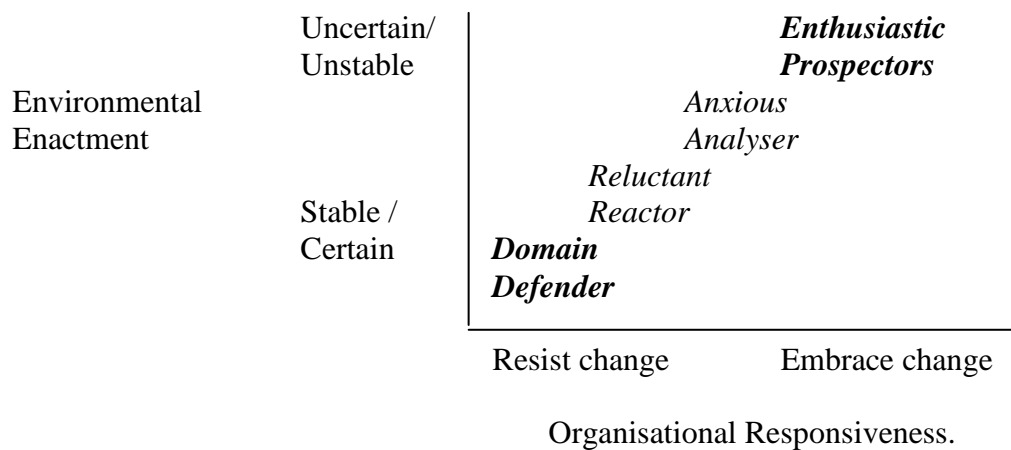 Uncertain/ Enthusiastic
Unstable Prospectors
Environmental Anxious
Enactment Analyser
Reluctant
Stable / Reactor
Certain Domain
Defender
Resist change Embrace change
Organisational Responsiveness.